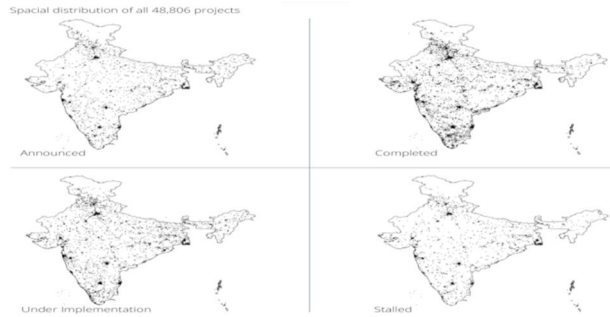 Spacial distribution of all 48,806 projects
Announced
Completed
Under Implementation
Stalled